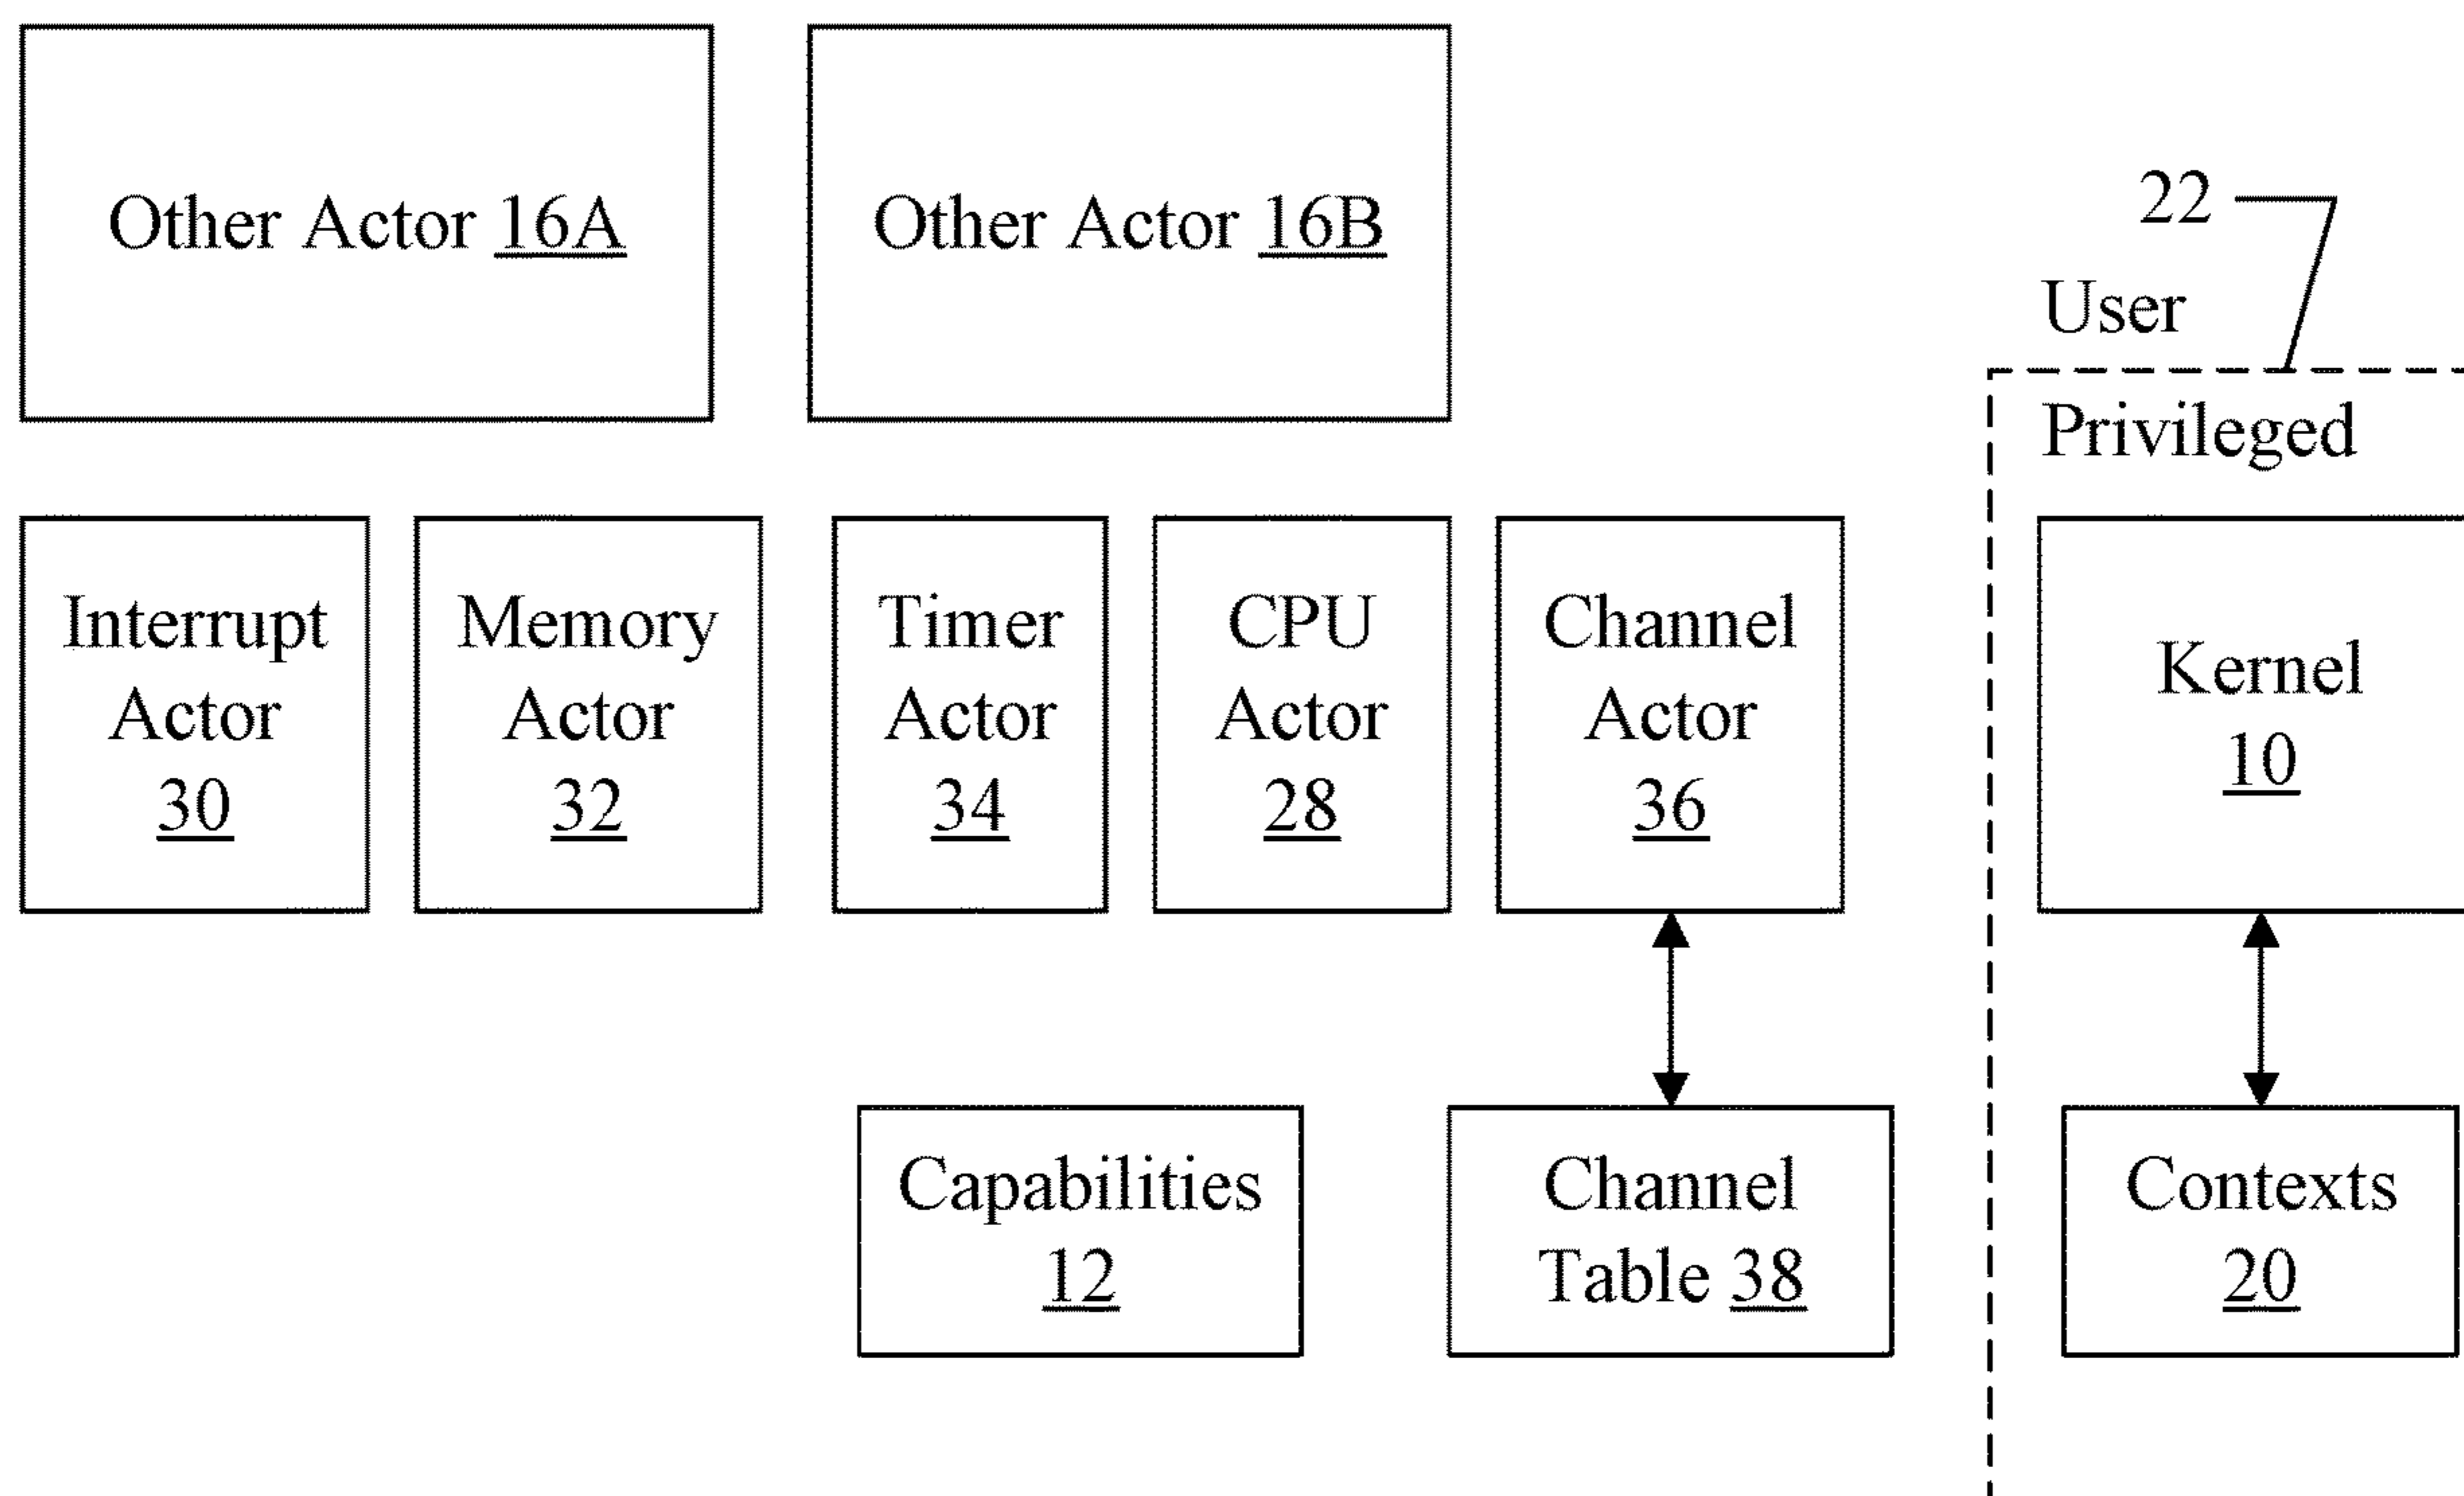 Other Actor 16A
Other Actor 16B
22
User
Privileged
Interrupt
Actor
30
Memory
Actor
32
Timer
Actor
34
CPU
Actor
28
Channel
Actor
36
Kernel
10
Capabilities
12
Channel
Table 38
Contexts
20